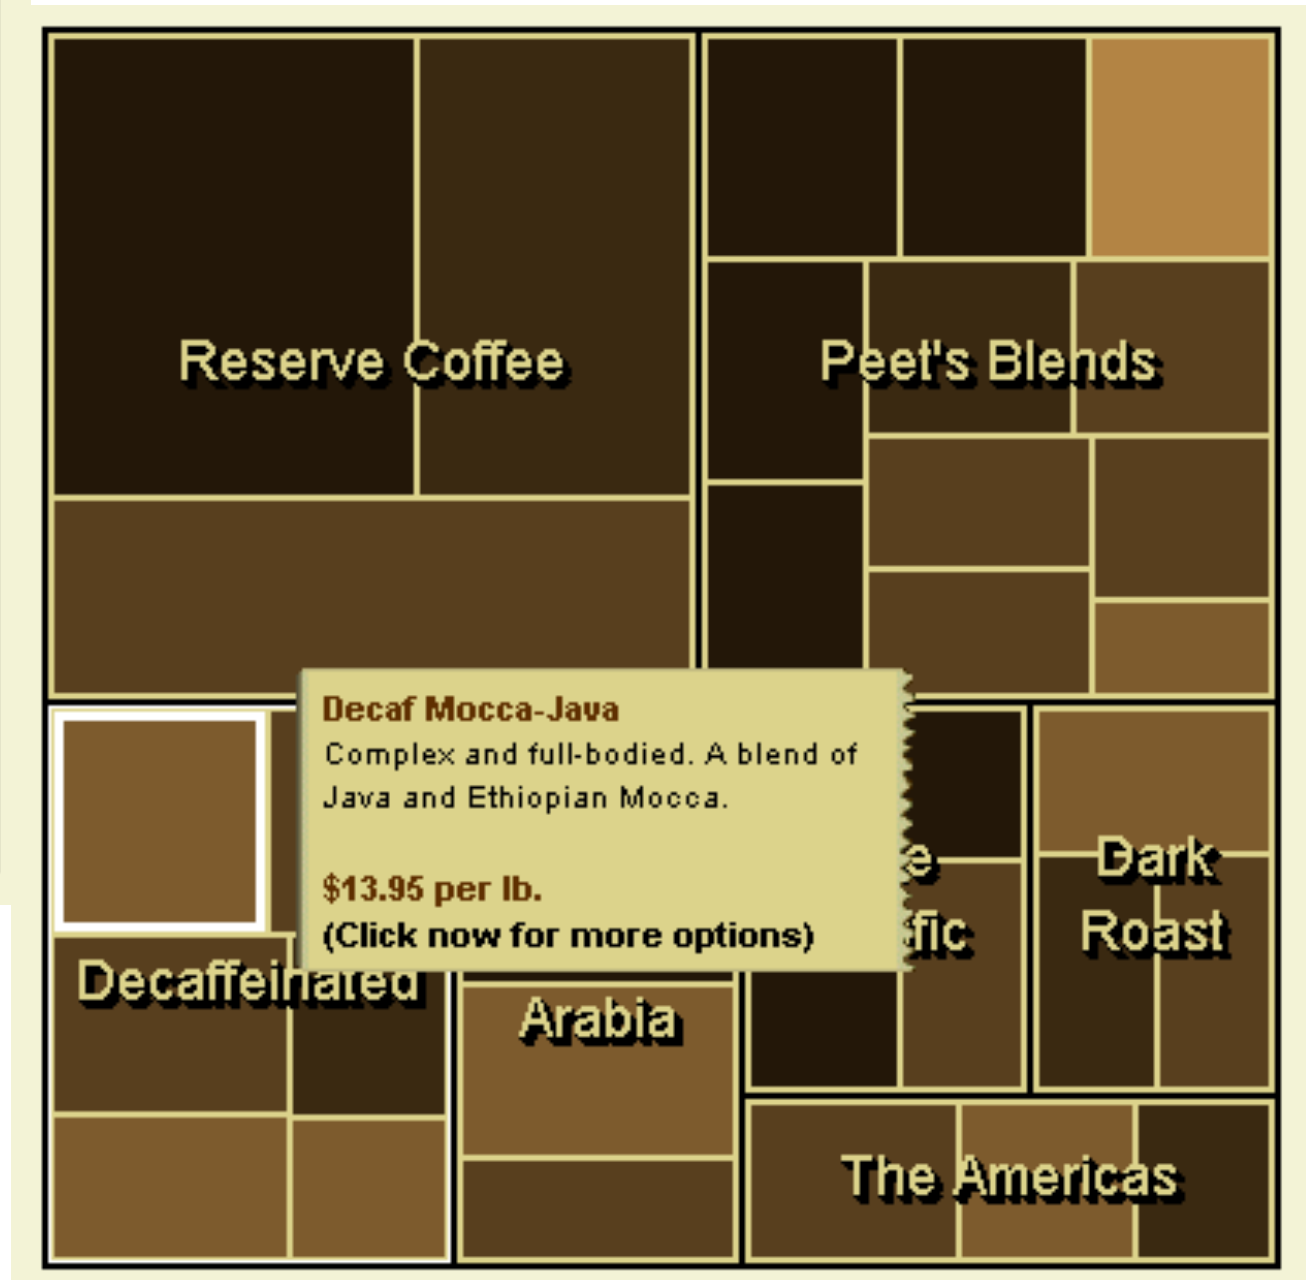 Reserve Coffee
Peet's Blends
Decaf Mocca-Java
Complex and full-bodied. A blend of
Java and Ethiopian Mocca.
$13.95 per lb.
(Click now for more options)
Dark
Roast
Decaffeinated
Arabia
The Americas